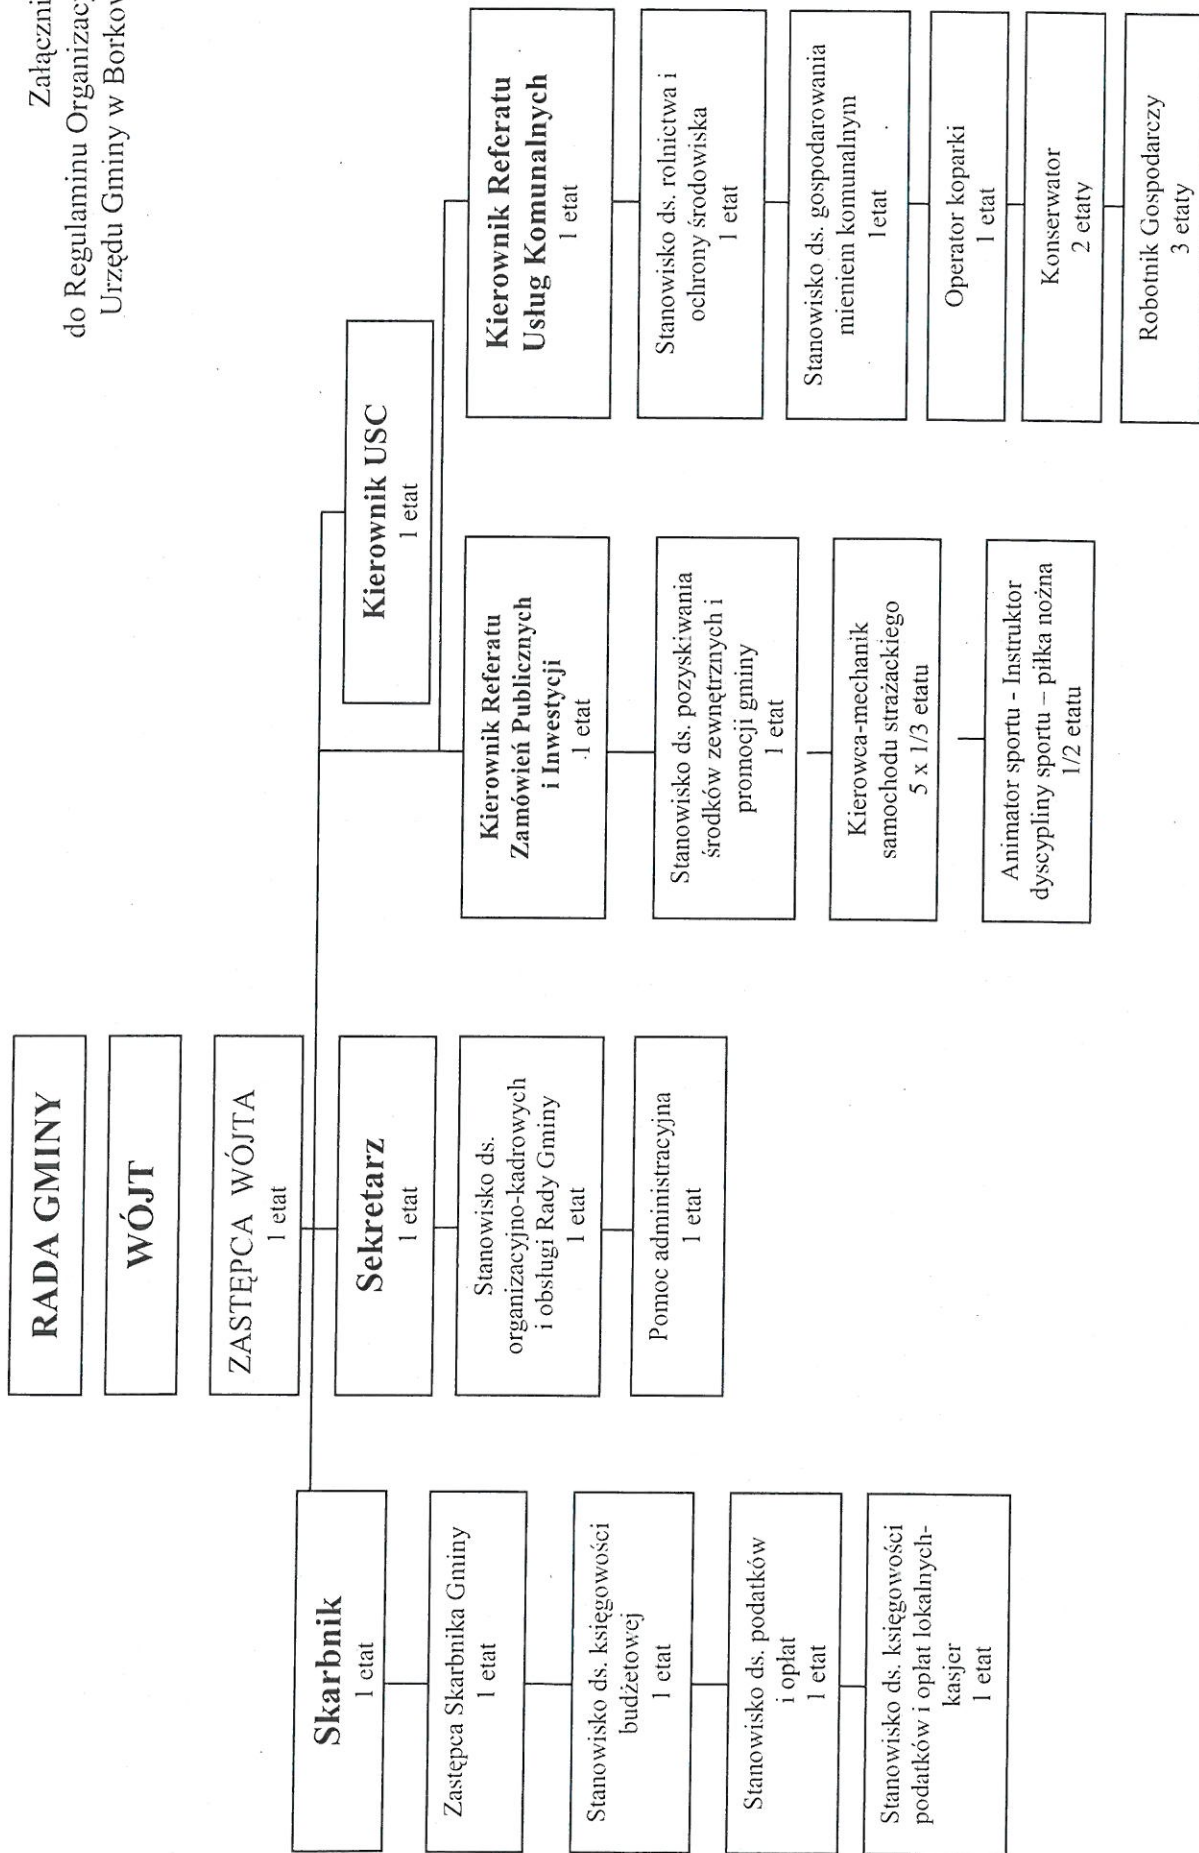 Załączni
do Regulaminu Organizacy
Urzędu Gminy w Borkow
RADA GMINY
WÓJT
ZASTĘPCA WÓJTA
1 etat
Skarbnik
1 etat
Zastępca Skarbnika Gminy
1 etat
Stanowisko ds. księgowości
budżetowej
1 etat
Stanowisko ds. podatków
i opłat
1 etat
Stanowisko ds. księgowości
podatków i opłat lokalnych-
kasjer
1 etat
Sekretarz
1 etat
Stanowisko ds.
organizacyjno-kadrowych
i obsługi Rady Gminy
1 etat
Pomoc administracyjna
1 etat
Kierownik USC
1 etat
Kierownik Referatu
Zamówień Publicznych
i Inwestycji
1 etat
Stanowisko ds. pozyskiwania
środków zewnętrznych i
promocji gminy
1 etat
Kierowca-mechanik
samochodu strażackiego
5 x 1/3 etatu
Animator sportu - Instruktor
dyscypliny sportu – piłka nożna
1/2 etatu
Kierownik Referatu
Usług Komunalnych
1 etat
Stanowisko ds. rolnictwa i
ochrony środowiska
1 etat
Stanowisko ds. gospodarowania
mieniem komunalnym
1etat
Operator koparki
1 etat
Konserwator
2 etaty
Robotnik Gospodarczy
3 etaty